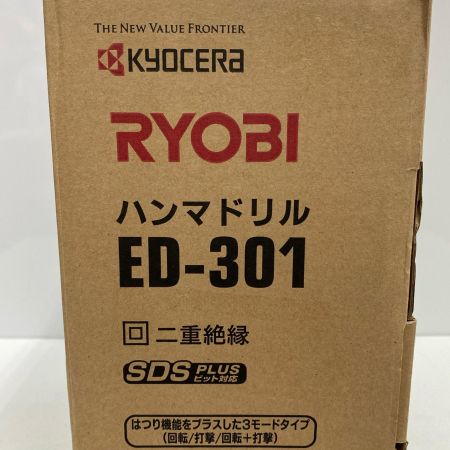 THE NEW VALUE FRONTIER
KYOCERA
RYOBI
ハンマドリル
ED-301
回 二重絶縁
SDS PLUS ビット対応
はつり機能をプラスした3モードタイプ
(回転/打撃/回転+打撃)